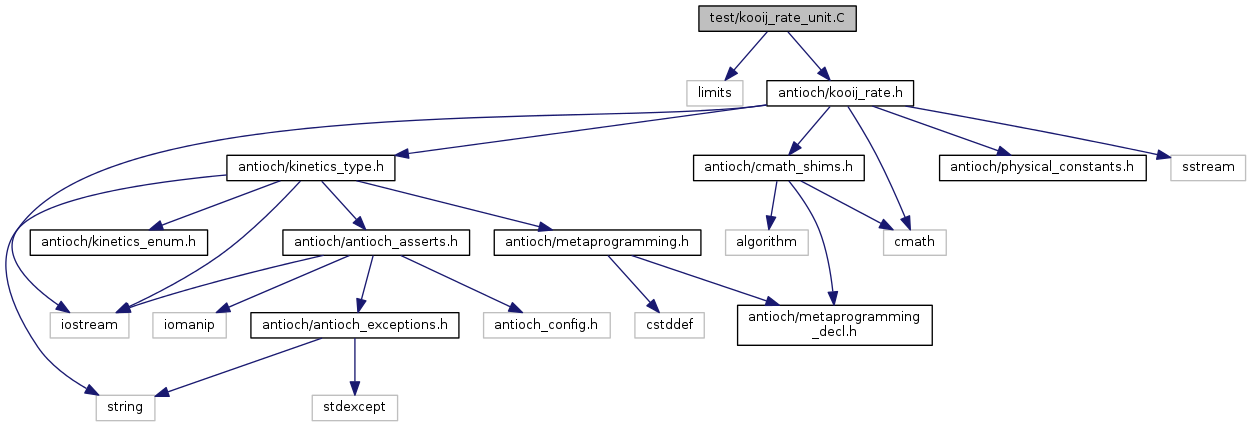 test/kooij_rate_unit.C
limits
antioch/kooij_rate.h
antioch/kinetics_type.h
antioch/cmath_shims.h
antioch/physical_constants.h
sstream
antioch/kinetics_enum.h
antioch/antioch_asserts.h
antioch/metaprogramming.h
algorithm
cmath
iostream
iomanip
antioch/antioch_exceptions.h
antioch_config.h
cstddef
antioch/metaprogramming
_decl.h
string
stdexcept